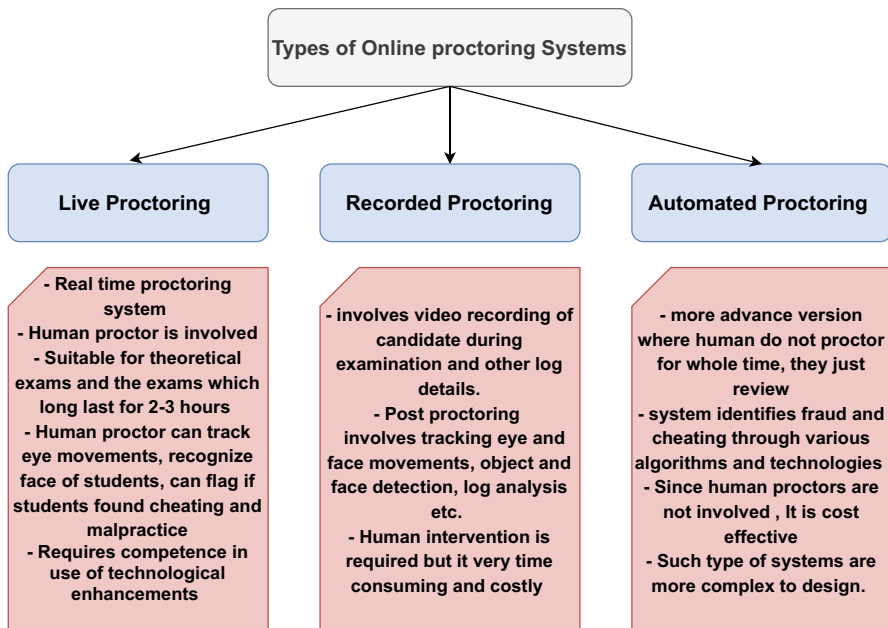 Types of Online proctoring Systems
Live Proctoring
Recorded Proctoring
Automated Proctoring
- Real time proctoring
system
- Human proctor is involved
- Suitable for theoretical
exams and the exams which
long last for 2-3 hours
- Human proctor can track
eye movements, recognize
face of students, can flag if
students found cheating and
malpractice
- Requires competence in
use of technological
enhancements
- involves video recording of
candidate during
examination and other log
details.
- Post proctoring
involves tracking eye and
face movements, object and
face detection, log analysis
etc.
- Human intervention is
required but it very time
consuming and costly
- more advance version
where human do not proctor
for whole time, they just
review
- system identifies fraud and
cheating through various
algorithms and technologies
- Since human proctors are
not involved , It is cost
effective
- Such type of systems are
more complex to design.